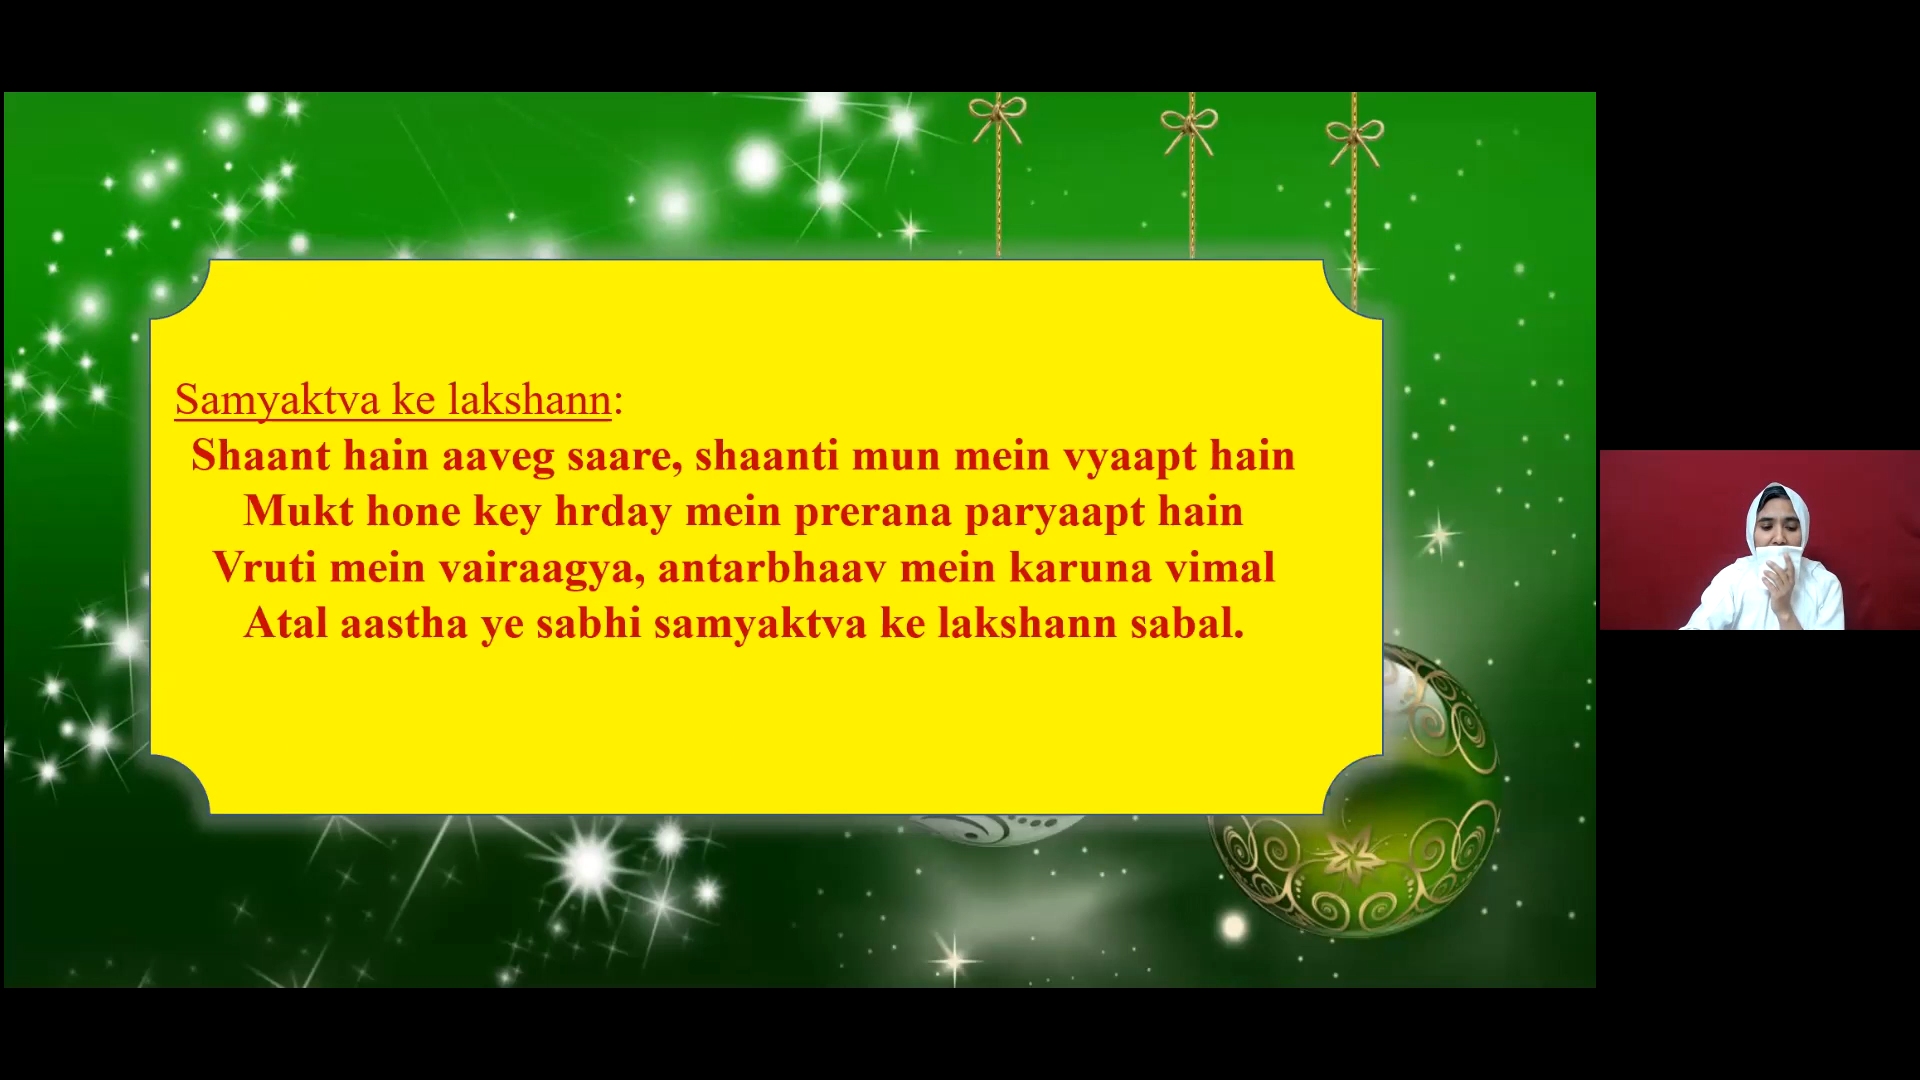 Samyaktva ke lakshann:
Shaant hain aaveg saare, shaanti mun mein vyaapt hain
Mukt hone key hrday mein prerana paryaapt hain
Vruti mein vairaagya, antarbhaav mein karuna vimal
Atal aastha ye sabhi samyaktva ke lakshann sabal.